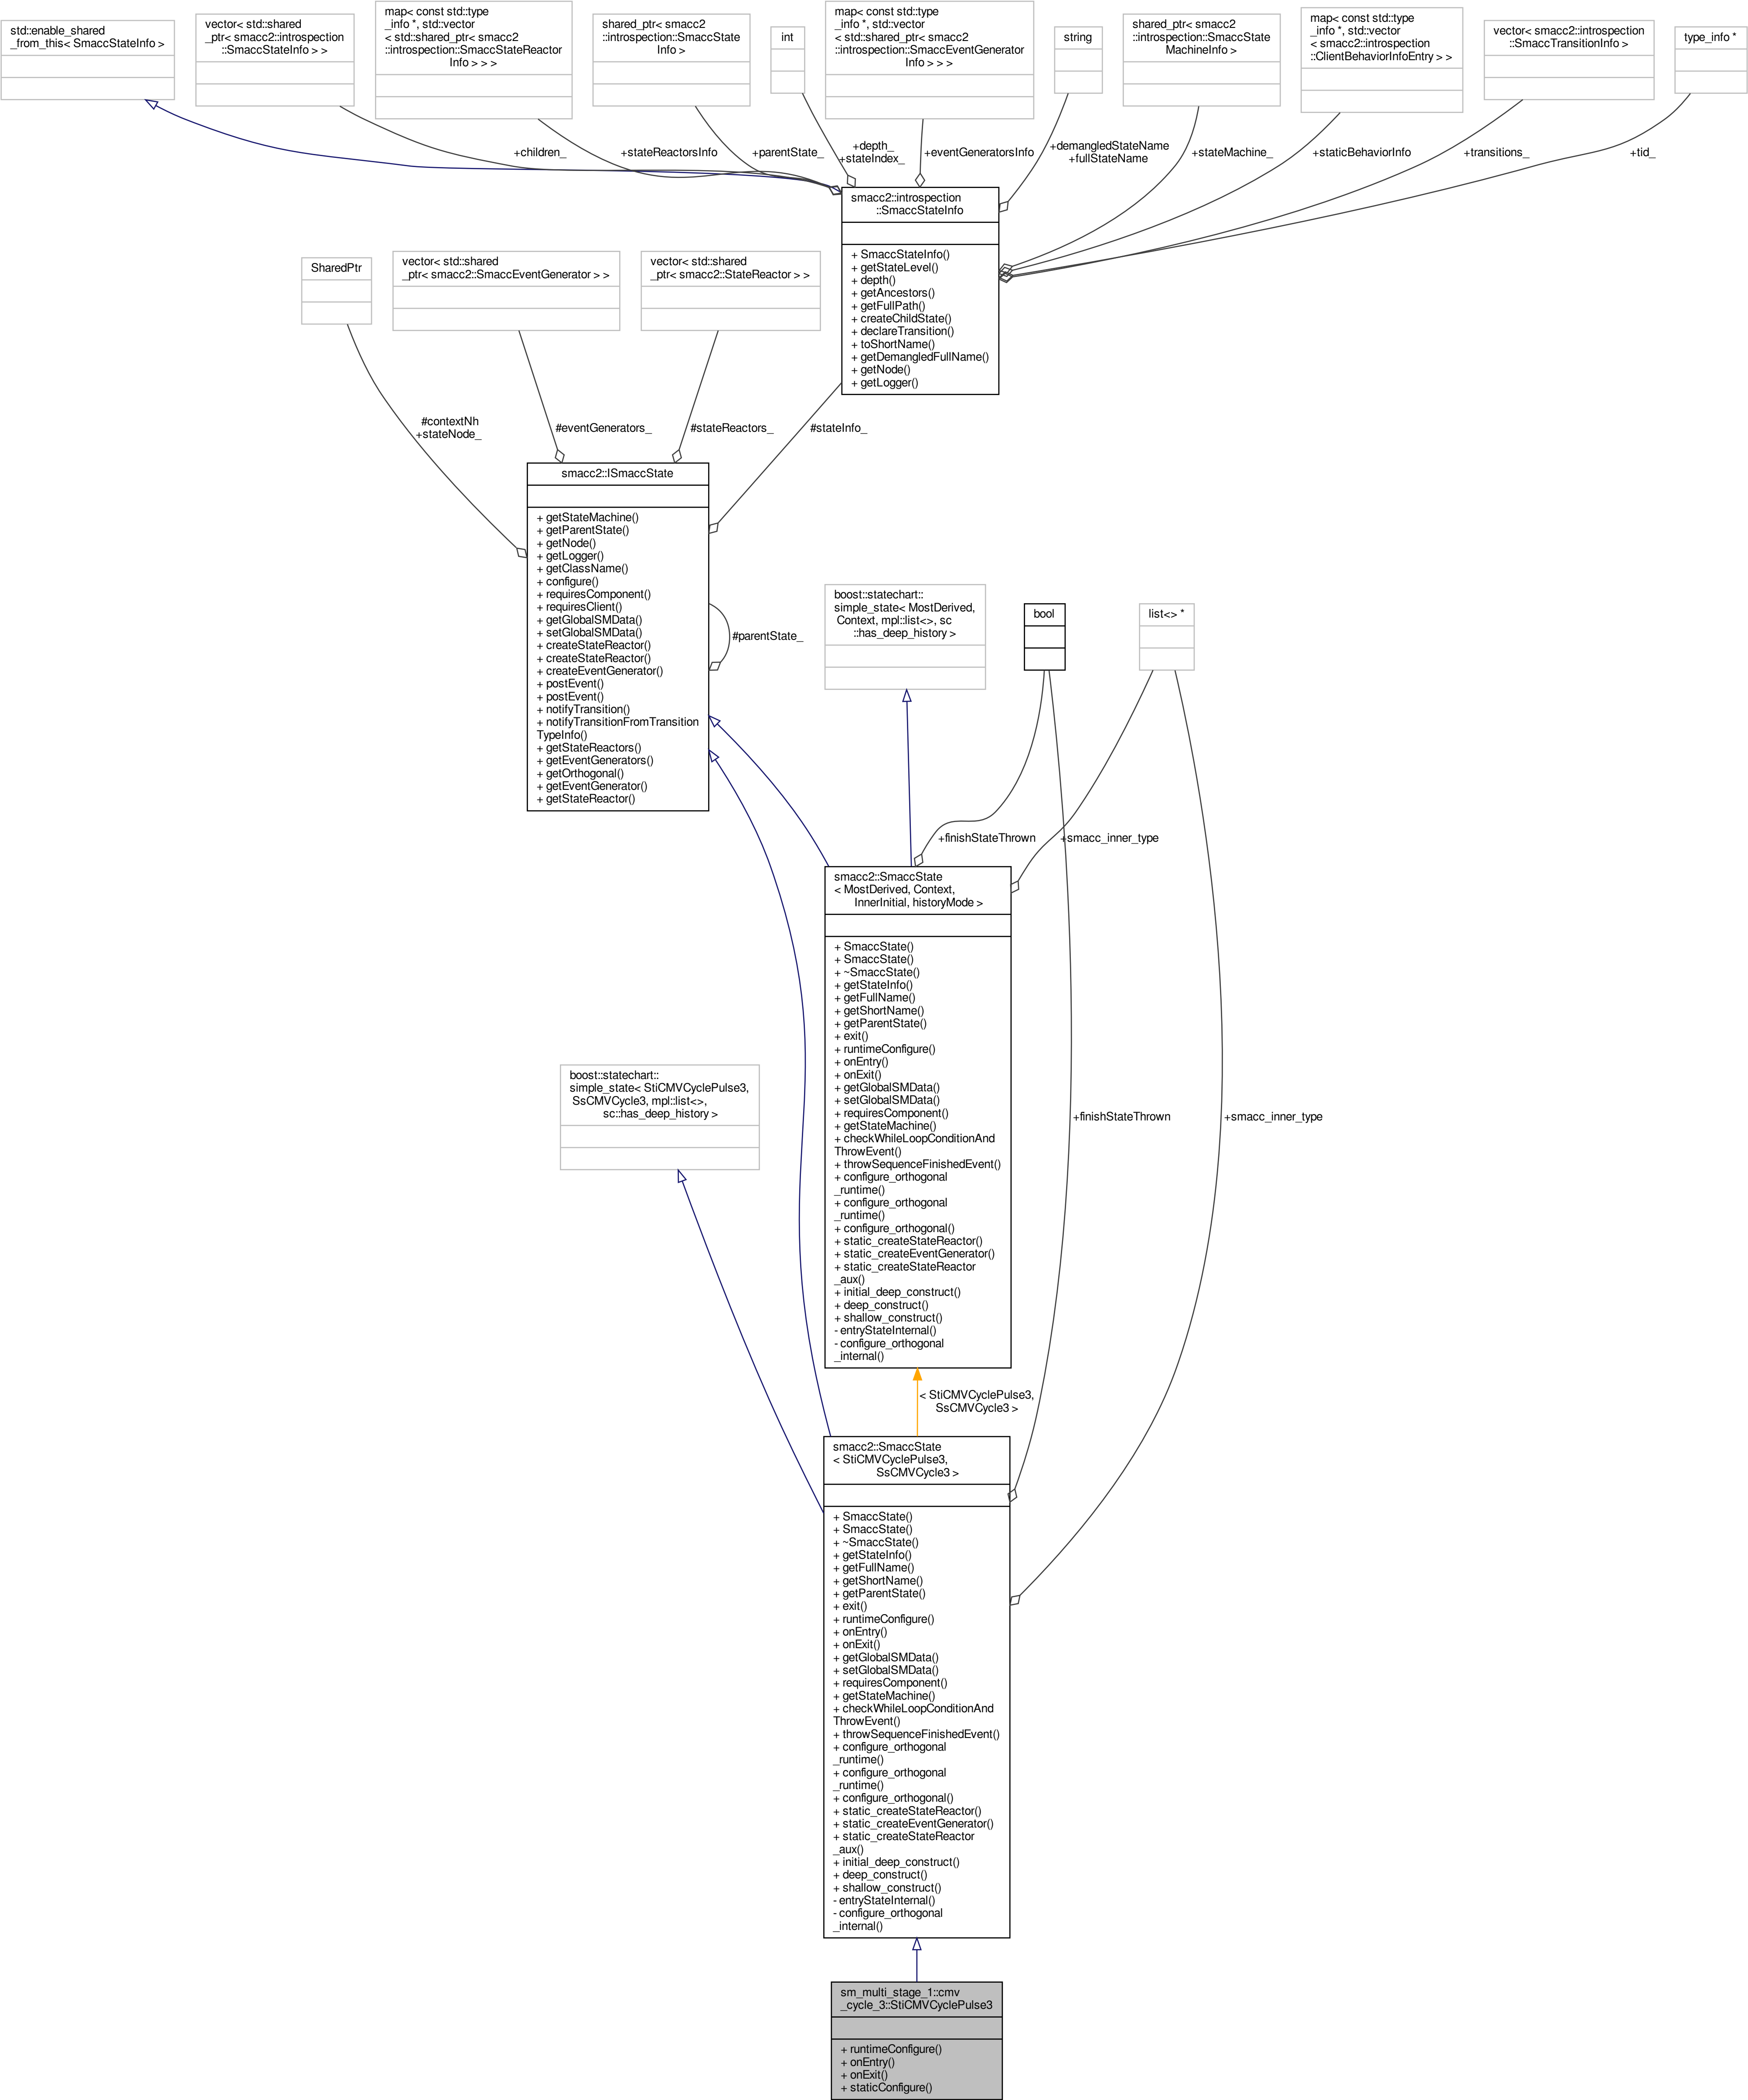 std::enable_shared
_from_this< SmaccStateInfo >
vector< std::shared
_ptr< smacc2::introspection
::SmaccStateInfo > >
map< const std::type
_info *, std::vector
< std::shared_ptr< smacc2
::introspection::SmaccStateReactor
Info > > >
shared_ptr< smacc2
::introspection::SmaccState
Info >
int
map< const std::type
_info *, std::vector
< std::shared_ptr< smacc2
::introspection::SmaccEventGenerator
Info > > >
string
shared_ptr< smacc2
::introspection::SmaccState
MachineInfo >
map< const std::type
_info *, std::vector
< smacc2::introspection
::ClientBehaviorInfoEntry > >
vector< smacc2::introspection
::SmaccTransitionInfo >
type_info *
+children_
+stateReactorsInfo
+parentState_
+depth_
+stateIndex_
+eventGeneratorsInfo
+demangledStateName
+fullStateName
+stateMachine_
+staticBehaviorInfo
+transitions_
+tid_
smacc2::introspection
::SmaccStateInfo
+ SmaccStateInfo()
+ getStateLevel()
+ depth()
+ getAncestors()
+ getFullPath()
+ createChildState()
+ declareTransition()
+ toShortName()
+ getDemangledFullName()
+ getNode()
+ getLogger()
SharedPtr
vector< std::shared
_ptr< smacc2::SmaccEventGenerator > >
vector< std::shared
_ptr< smacc2::StateReactor > >
#contextNh
+stateNode_
#eventGenerators_
#stateReactors_
#stateInfo_
smacc2::ISmaccState
+ getStateMachine()
+ getParentState()
+ getNode()
+ getLogger()
+ getClassName()
+ configure()
+ requiresComponent()
+ requiresClient()
+ getGlobalSMData()
+ setGlobalSMData()
+ createStateReactor()
+ createStateReactor()
+ createEventGenerator()
+ postEvent()
+ postEvent()
+ notifyTransition()
+ notifyTransitionFromTransition
TypeInfo()
+ getStateReactors()
+ getEventGenerators()
+ getOrthogonal()
+ getEventGenerator()
+ getStateReactor()
#parentState_
boost::statechart::
simple_state< MostDerived,
Context, mpl::list<>, sc
::has_deep_history >
bool
list<> *
+finishStateThrown
+smacc_inner_type
smacc2::SmaccState
< MostDerived, Context,
InnerInitial, historyMode >
+ SmaccState()
+ SmaccState()
+ ~SmaccState()
+ getStateInfo()
+ getFullName()
+ getShortName()
+ getParentState()
+ exit()
+ runtimeConfigure()
+ onEntry()
+ onExit()
+ getGlobalSMData()
+ setGlobalSMData()
+ requiresComponent()
+ getStateMachine()
+ checkWhileLoopConditionAnd
ThrowEvent()
+ throwSequenceFinishedEvent()
+ configure_orthogonal
_runtime()
+ configure_orthogonal
_runtime()
+ configure_orthogonal()
+ static_createStateReactor()
+ static_createEventGenerator()
+ static_createStateReactor
_aux()
+ initial_deep_construct()
+ deep_construct()
+ shallow_construct()
- entryStateInternal()
- configure_orthogonal
_internal()
boost::statechart::
simple_state< StiCMVCyclePulse3,
SsCMVCycle3, mpl::list<>,
sc::has_deep_history >
+finishStateThrown
+smacc_inner_type
< StiCMVCyclePulse3,
SsCMVCycle3 >
smacc2::SmaccState
< StiCMVCyclePulse3,
SsCMVCycle3 >
+ SmaccState()
+ SmaccState()
+ ~SmaccState()
+ getStateInfo()
+ getFullName()
+ getShortName()
+ getParentState()
+ exit()
+ runtimeConfigure()
+ onEntry()
+ onExit()
+ getGlobalSMData()
+ setGlobalSMData()
+ requiresComponent()
+ getStateMachine()
+ checkWhileLoopConditionAnd
ThrowEvent()
+ throwSequenceFinishedEvent()
+ configure_orthogonal
_runtime()
+ configure_orthogonal
_runtime()
+ configure_orthogonal()
+ static_createStateReactor()
+ static_createEventGenerator()
+ static_createStateReactor
_aux()
+ initial_deep_construct()
+ deep_construct()
+ shallow_construct()
- entryStateInternal()
- configure_orthogonal
_internal()
sm_multi_stage_1::cmv
_cycle_3::StiCMVCyclePulse3
+ runtimeConfigure()
+ onEntry()
+ onExit()
+ staticConfigure()